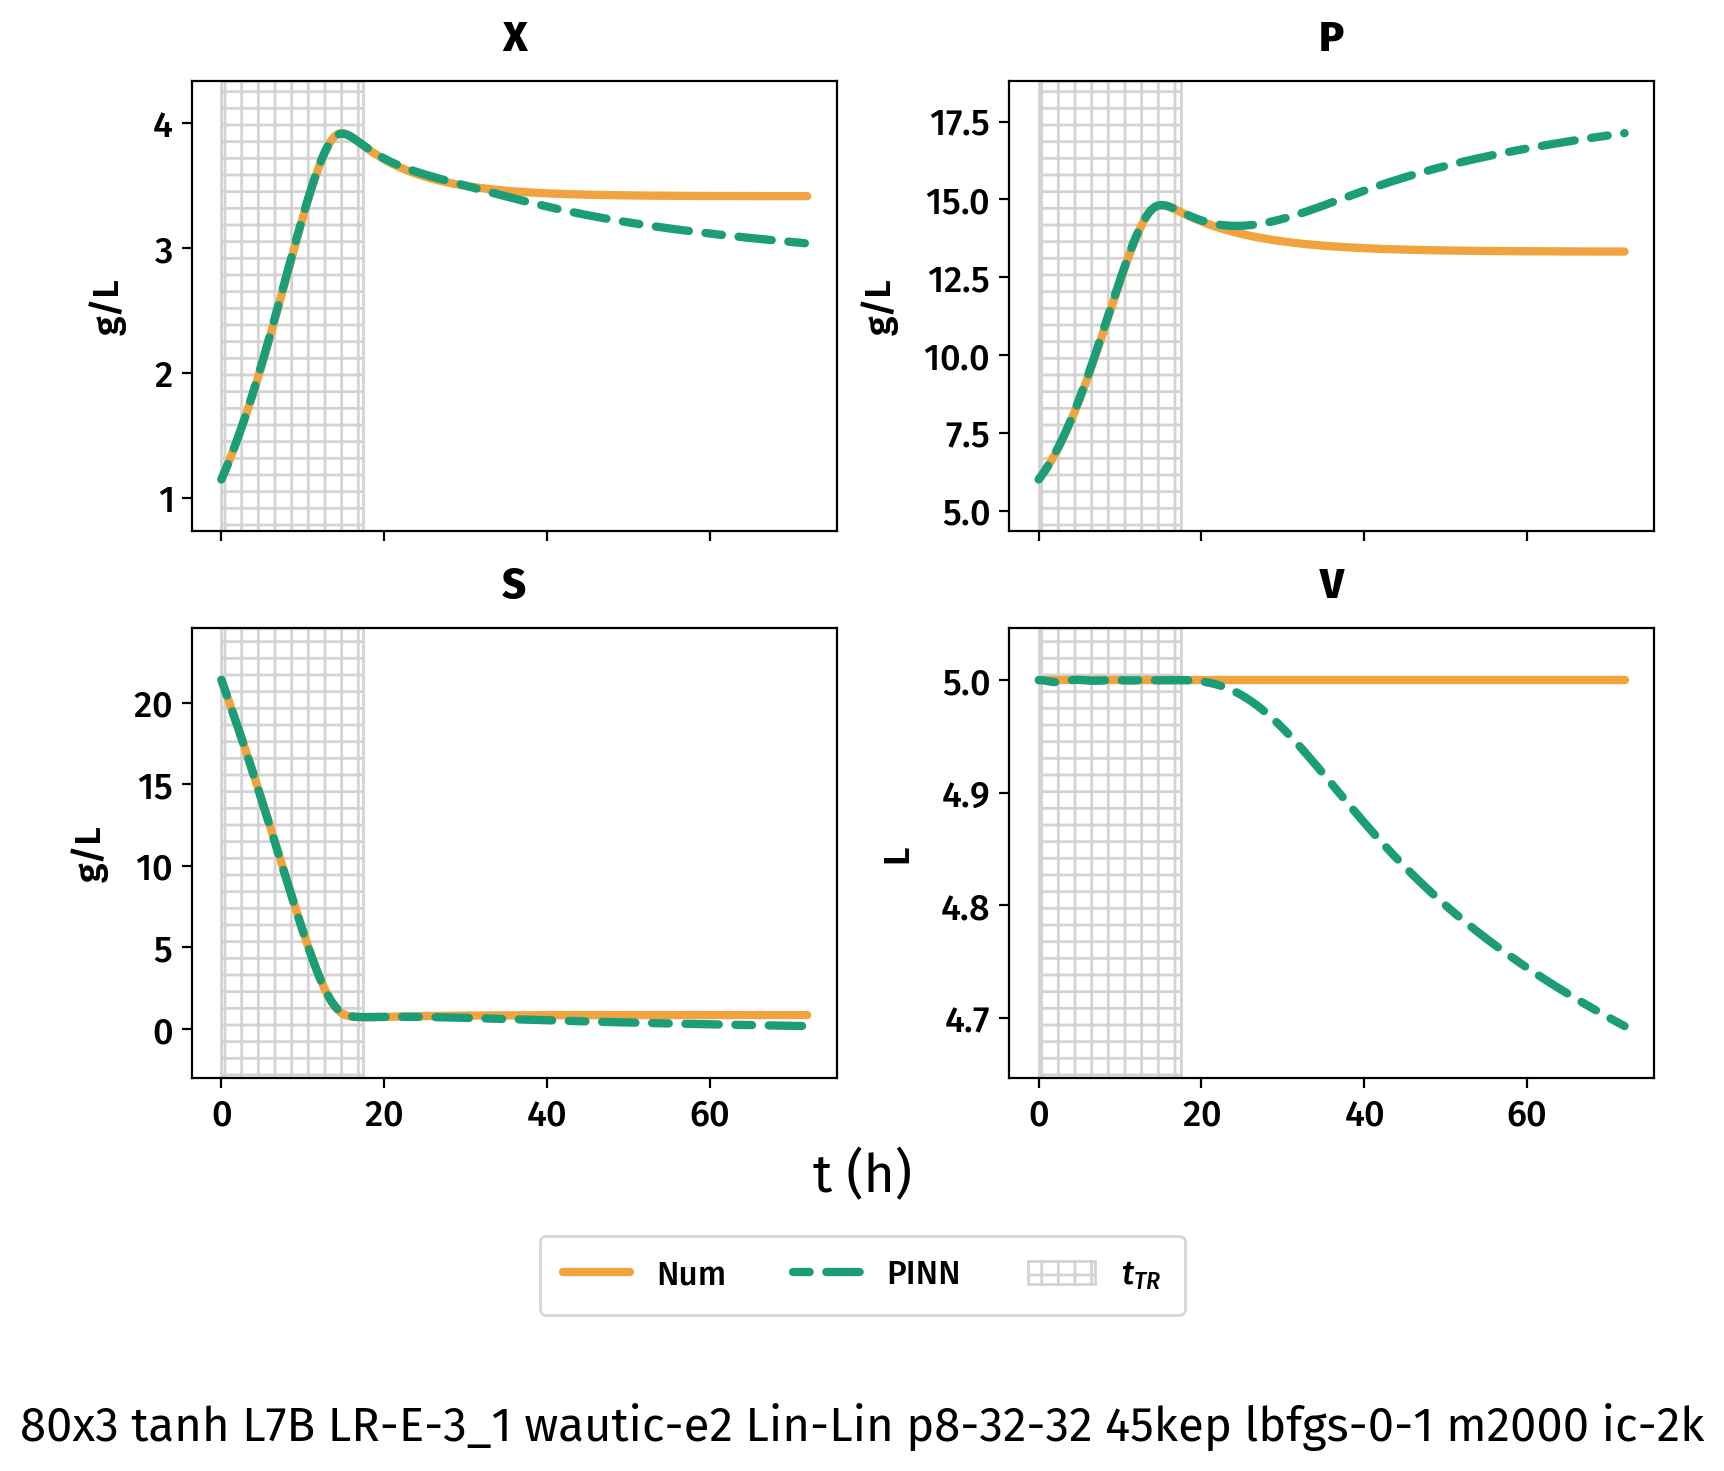 X
P
4
3
2
1
g/L
17.5
15.0
12.5
10.0
7.5
5.0
g/L
S
V
20
15
10
5
0
g/L
5.0
4.9
4.8
4.7
L
0 20 40 60
0 20 40 60
t (h)
Num PINN tTR
80x3 tanh L7B LR-E-3_1 wautic-e2 Lin-Lin p8-32-32 45kep lbfgs-0-1 m2000 ic-2k